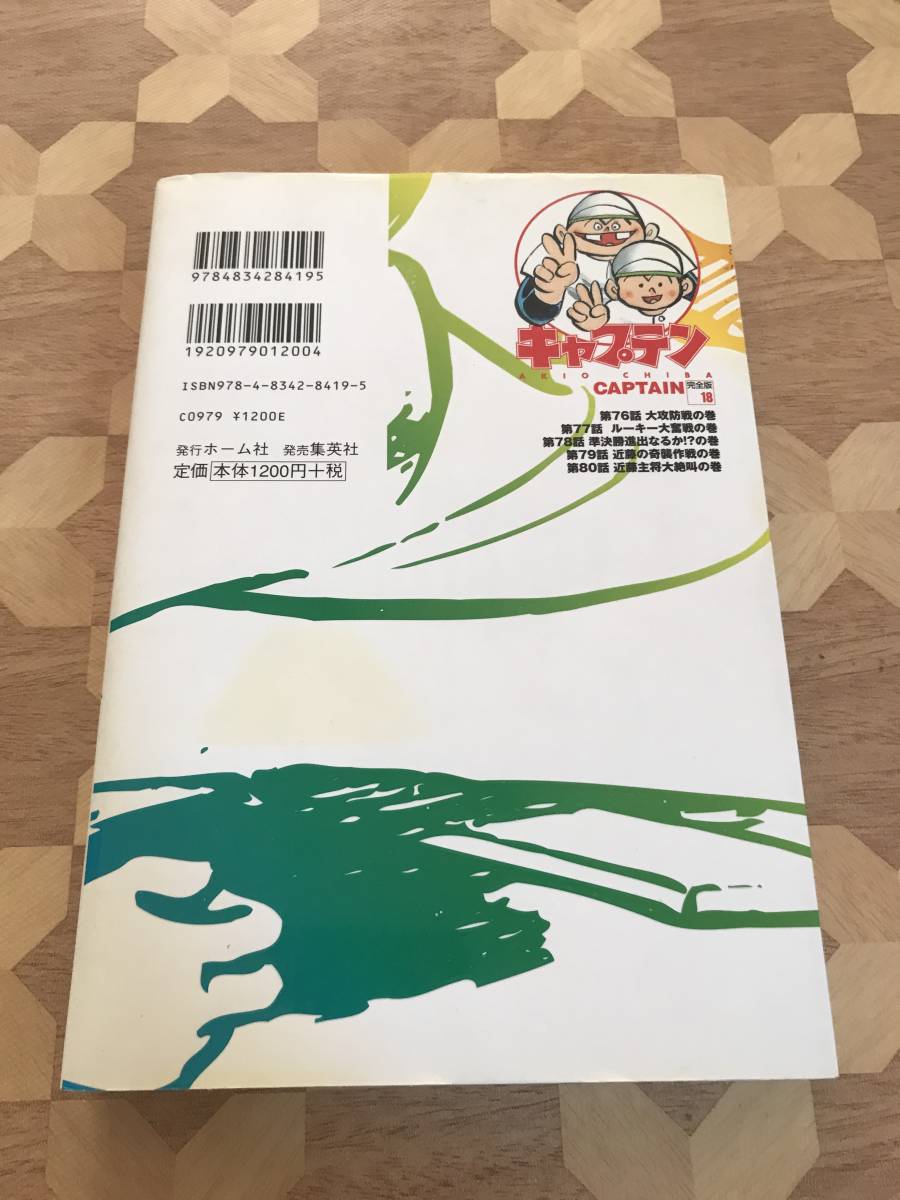 9784834284195
1920979012004
ISBN978-4-8342-8419-5
C0979 ¥1200E
発行ホーム社 発売集英社
定価 本体1200円+税
キャプテン
AKIO CHIBA
CAPTAIN 完全版 18
第76話 大攻防戦の巻
第77話 ルーキー大奮戦の巻
第78話 準決勝進出なるか!?の巻
第79話 近藤の奇襲作戦の巻
第80話 近藤主将大絶叫の巻